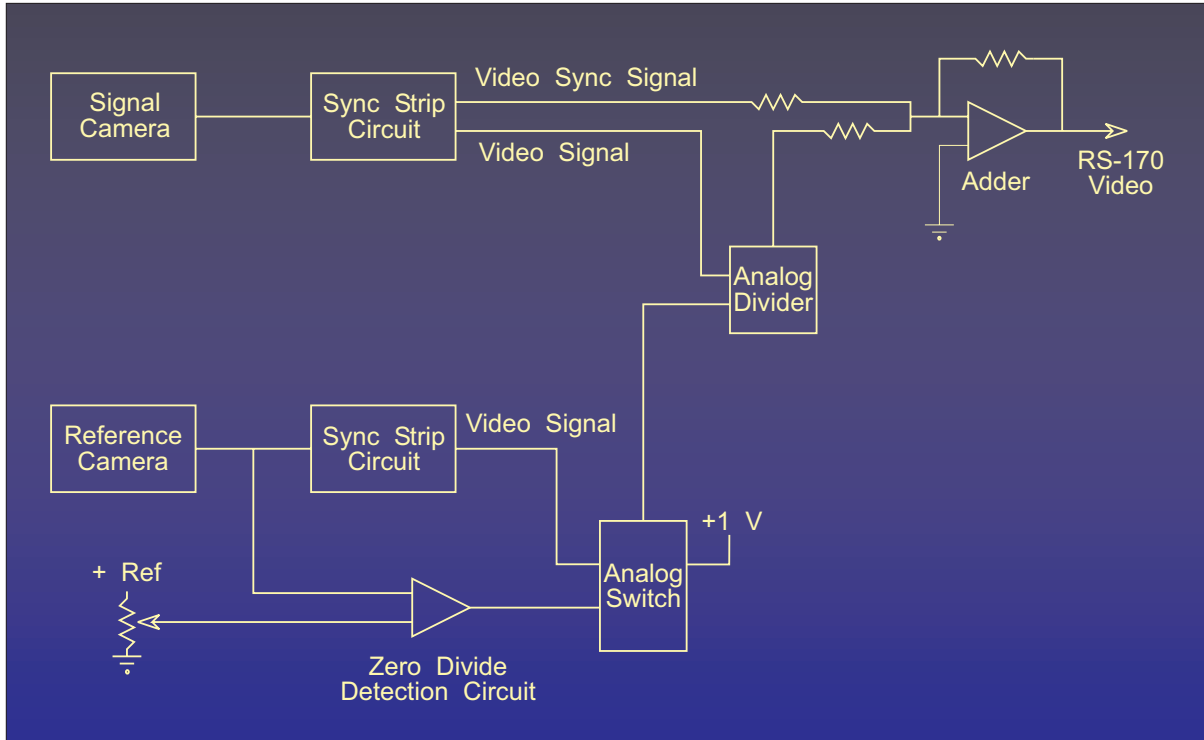 Signal
Camera
Sync Strip
Circuit
Video Sync Signal
Video Signal
Adder
RS-170
Video
Analog
Divider
Reference
Camera
Sync Strip
Circuit
Video Signal
+1 V
Analog
Switch
+ Ref
Zero Divide
Detection Circuit